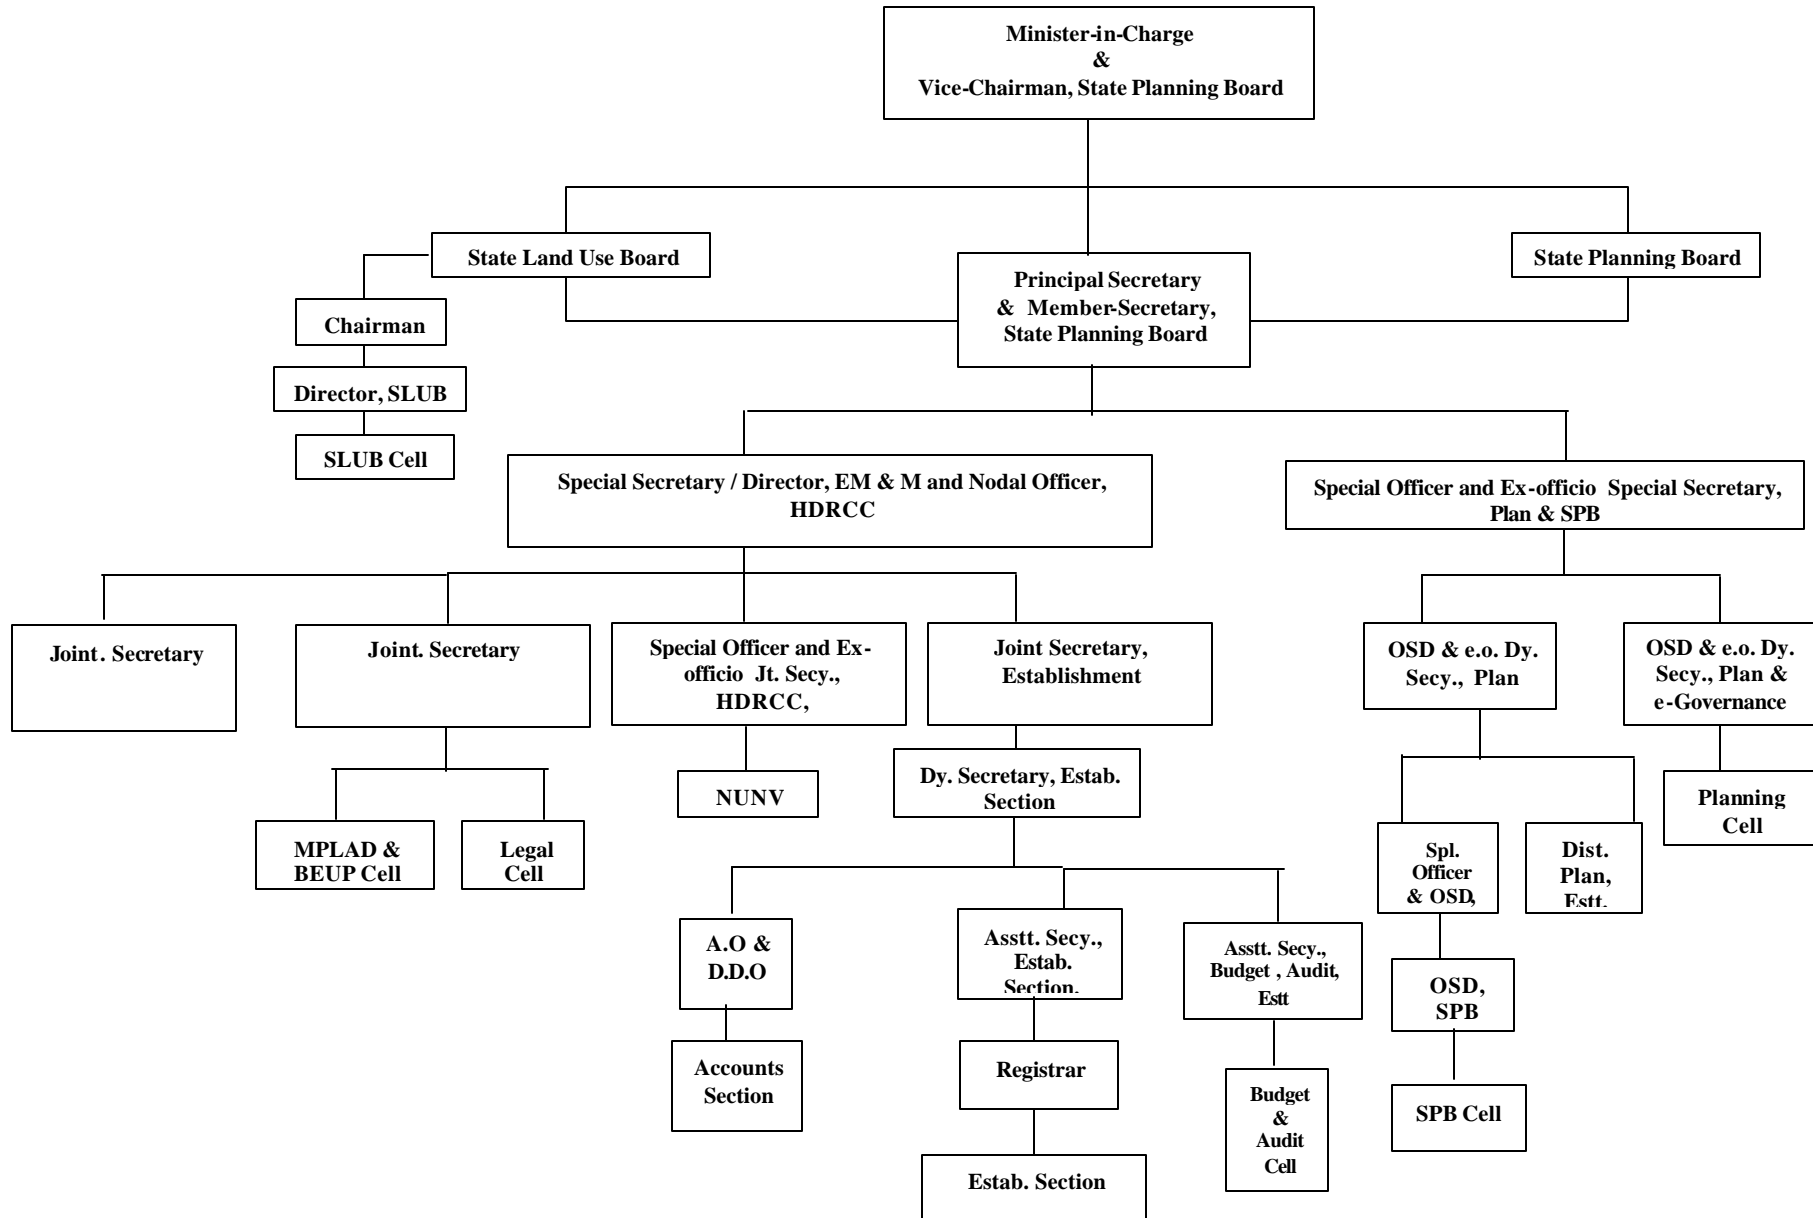 Minister-in-Charge
&
Vice-Chairman, State Planning Board
State Land Use Board
State Planning Board
Principal Secretary
& Member-Secretary,
State Planning Board
Chairman
Director, SLUB
SLUB Cell
Special Secretary / Director, EM & M and Nodal Officer,
HDRCC
Special Officer and Ex-officio Special Secretary,
Plan & SPB
Joint. Secretary
Joint. Secretary
Special Officer and Ex-
officio Jt. Secy.,
HDRCC,
Joint Secretary,
Establishment
OSD & e.o. Dy.
Secy., Plan
OSD & e.o. Dy.
Secy., Plan &
e-Governance
MPLAD &
BEUP Cell
Legal
Cell
NUNV
Dy. Secretary, Estab.
Section
Planning
Cell
Spl.
Officer
& OSD,
Dist.
Plan,
Estt.
A.O &
D.D.O
Asstt. Secy.,
Estab.
Section.
Asstt. Secy.,
Budget , Audit,
Estt
OSD,
SPB
Accounts
Section
Registrar
Budget
&
Audit
Cell
SPB Cell
Estab. Section